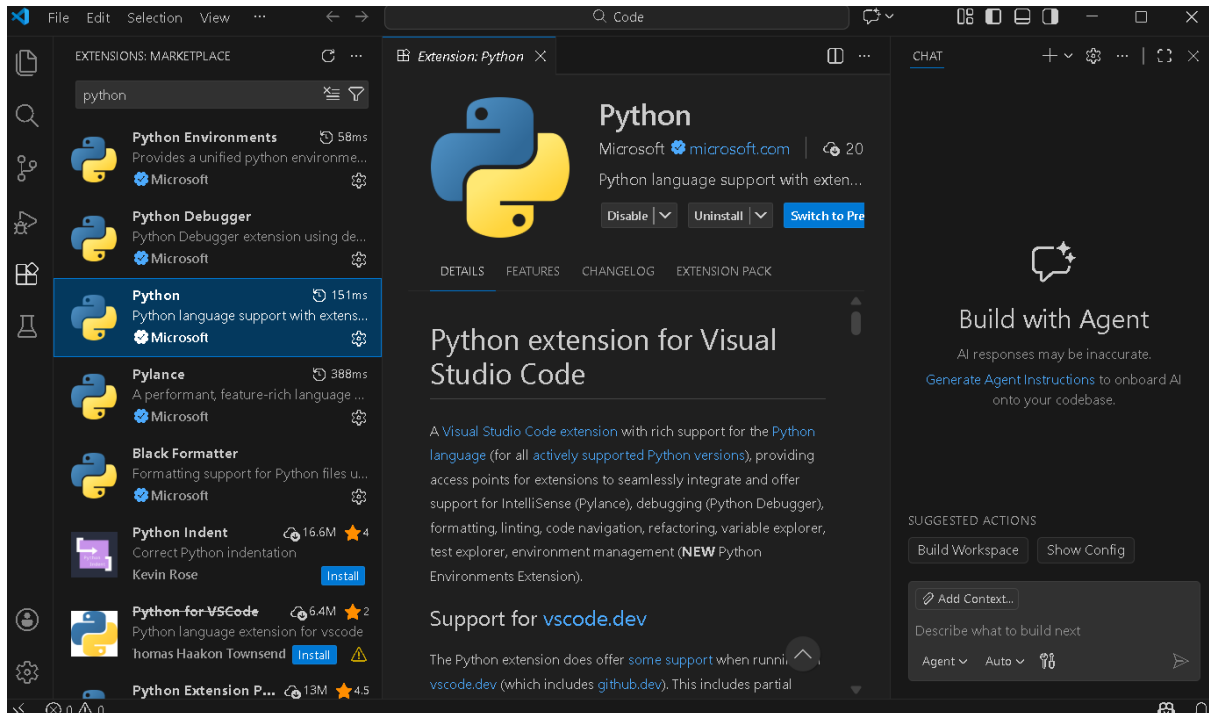 File Edit Selection View ··· Code
EXTENSIONS: MARKETPLACE
python
Python Environments 58ms
Provides a unified python environme...
Microsoft
Python Debugger
Python Debugger extension using de...
Microsoft
Python 151ms
Python language support with extens...
Microsoft
Pylance 388ms
A performant, feature-rich language ...
Microsoft
Black Formatter
Formatting support for Python files u...
Microsoft
Python Indent 16.6M 4
Correct Python indentation
Kevin Rose Install
Python for VSCode 6.4M 2
Python language extension for vscode
homas Haakon Townsend Install
Python Extension P... 13M 4.5
0 0
Extension: Python
Python
Microsoft microsoft.com | 20
Python language support with exten...
Disable Uninstall Switch to Pre
DETAILS FEATURES CHANGELOG EXTENSION PACK
Python extension for Visual
Studio Code
A Visual Studio Code extension with rich support for the Python
language (for all actively supported Python versions), providing
access points for extensions to seamlessly integrate and offer
support for IntelliSense (Pylance), debugging (Python Debugger),
formatting, linting, code navigation, refactoring, variable explorer,
test explorer, environment management (NEW Python
Environments Extension).
Support for vscode.dev
The Python extension does offer some support when runni
vscode.dev (which includes github.dev). This includes partial
CHAT
Build with Agent
AI responses may be inaccurate.
Generate Agent Instructions to onboard AI
onto your codebase.
SUGGESTED ACTIONS
Build Workspace Show Config
Add Context...
Describe what to build next
Agent Auto